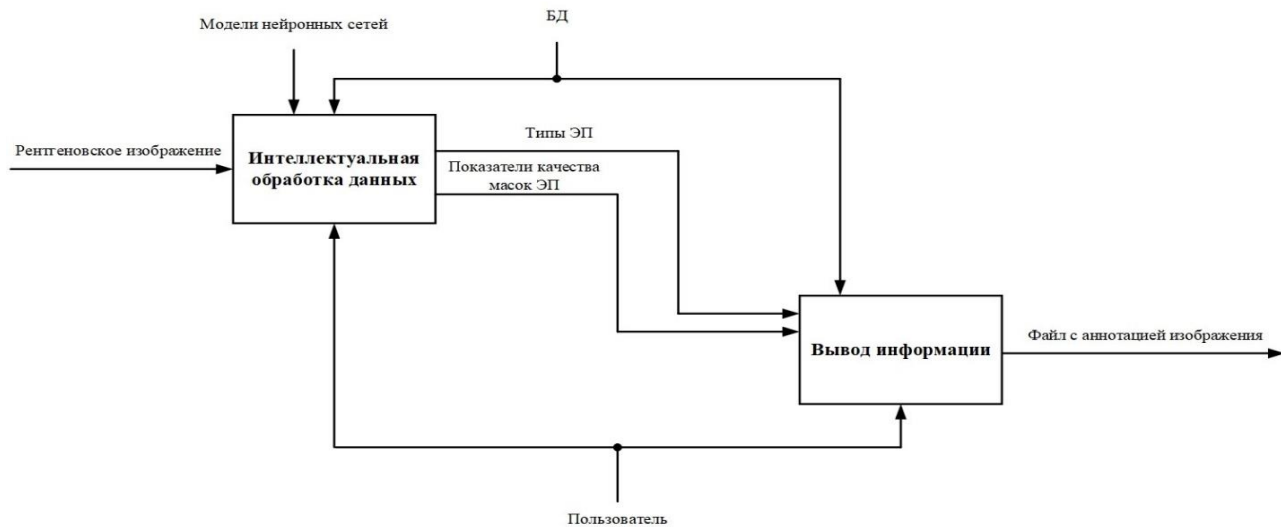 БД
Модели нейронных сетей
Рентгеновское изображение
Интеллектуальная
обработка данных
Типы ЭП
Показатели качества
масок ЭП
Вывод информации
Файл с аннотацией изображения
Пользователь